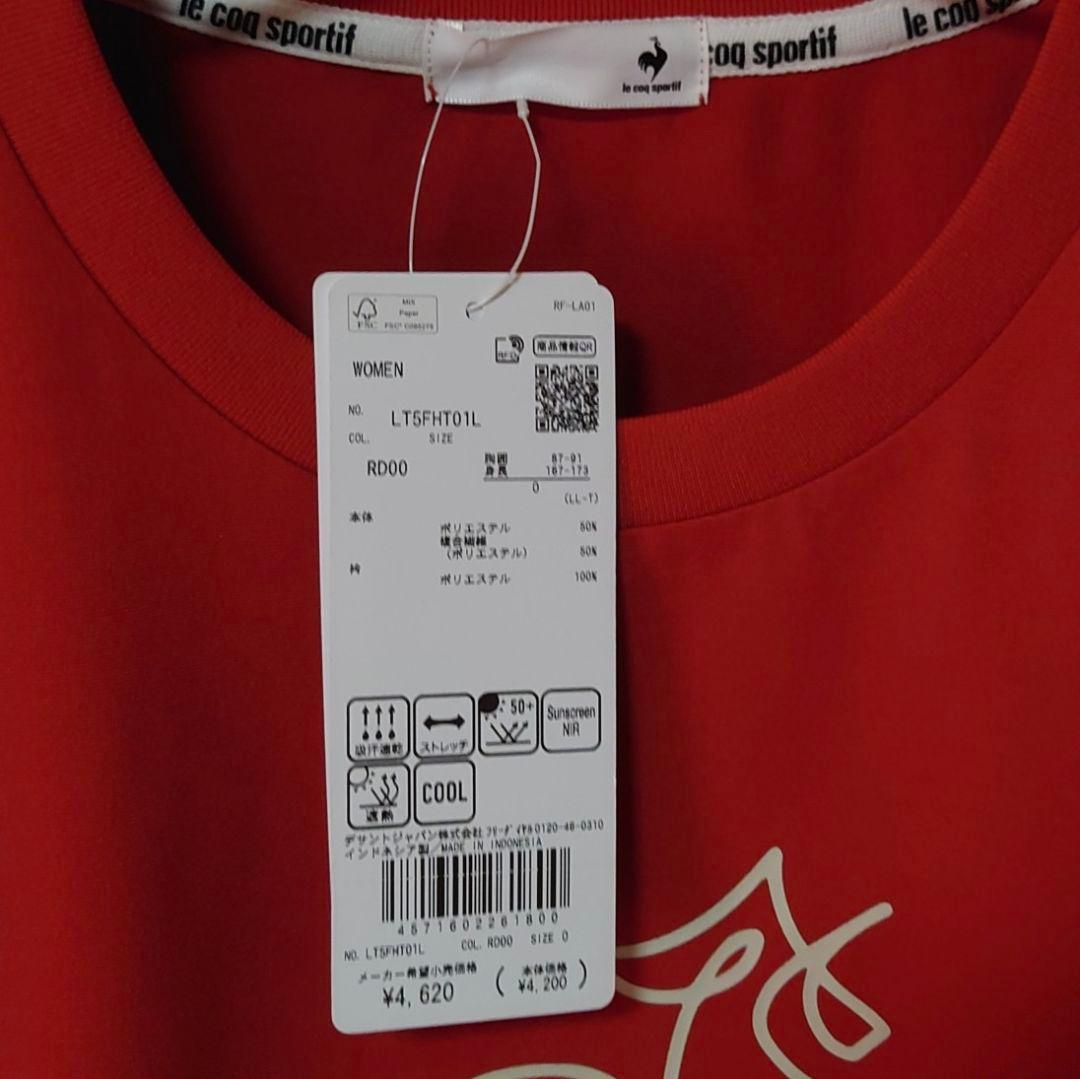 le coq sportif
coq sportif
le coq sp
le coq sportif
MIX
Paper
FSC
RF-LA01
RFID
商品情報QR
WOMEN
NO.
LT5FHT01L
COL.
SIZE
RD00
胸囲 87-91
身長 167-173
O
(LL-T)
本体
ポリエステル 50%
複合繊維
(ポリエステル) 50%
衿
ポリエステル 100%
吸汗速乾
ストレッチ
50+
Sunscreen
NIR
遮熱
COOL
デサントジャパン株式会社 フリーダイヤル0120-46-0310
インドネシア製/MADE IN INDONESIA
4571602261800
NO. LT5FHT01L COL. RD00 SIZE O
メーカー希望小売価格
¥4,620
(本体価格
¥4,200)